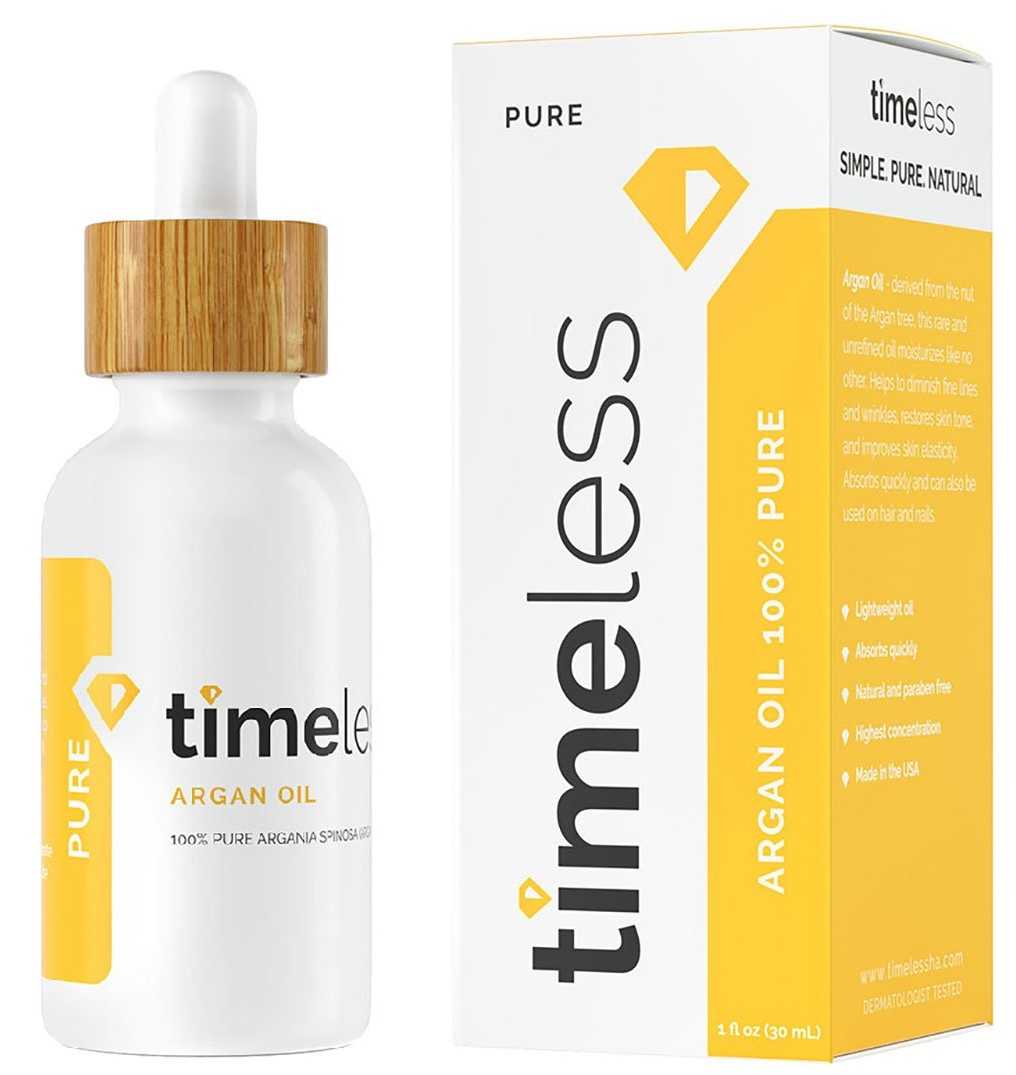 PURE
timeles
ARGAN OIL
100% PURE ARGANIA SPINOSA
PURE
timeless
ARGAN OIL 100% PURE
1 fl oz (30 mL)
timeless
SIMPLE. PURE. NATURAL
Argan Oil - derived from the nut
of the Argan tree, this rare and
unrefined oil moisturizes like no
other. Helps to diminish fine lines
and wrinkles, restores skin tone,
and improves skin elasticity.
Absorbs quickly and can also be
used on hair and nails.
Lightweight oil
Absorbs quickly
Natural and paraben free
Highest concentration
Made in the USA
www.timelessha.com
DERMATOLOGIST TESTED